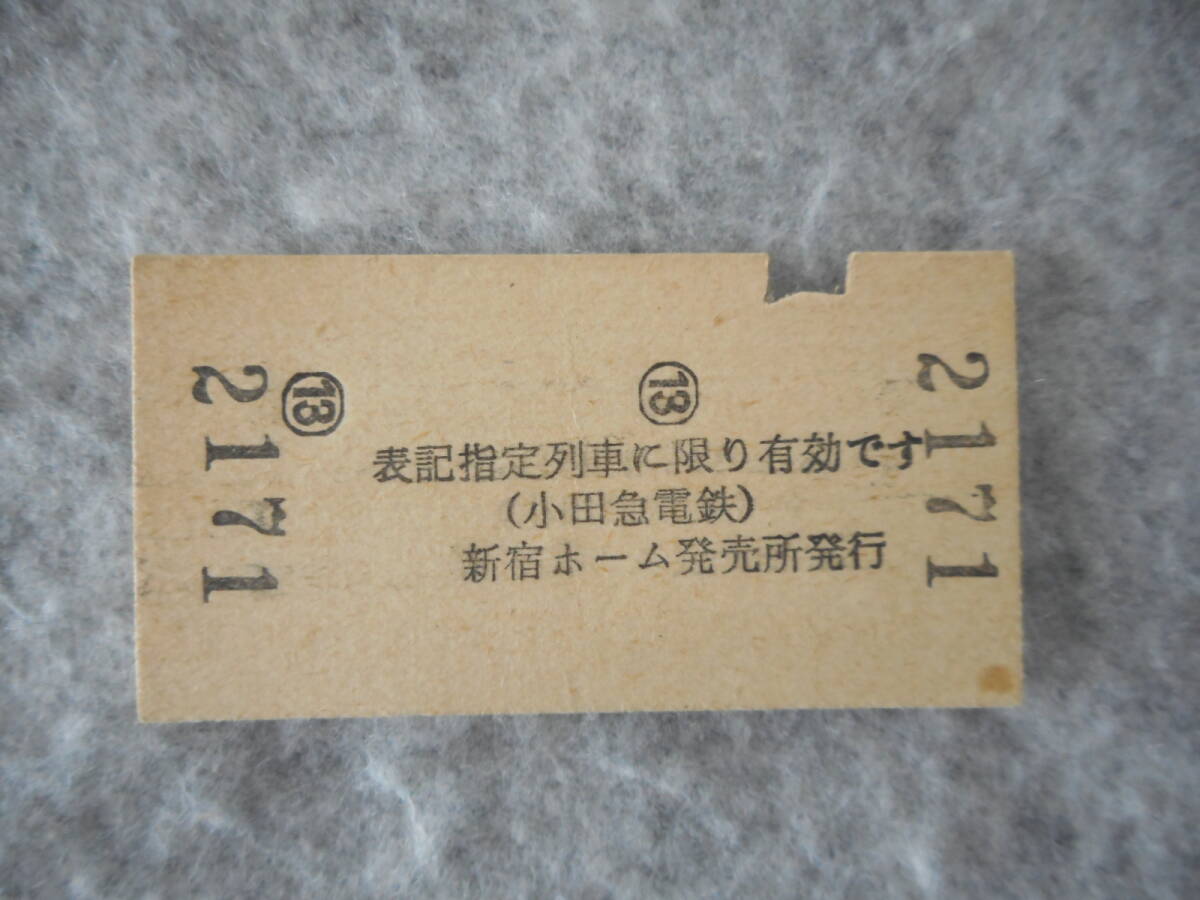 2171
⑬
⑬
表記指定列車に限り有効です
(小田急電鉄)
新宿ホーム発売所発行
2171